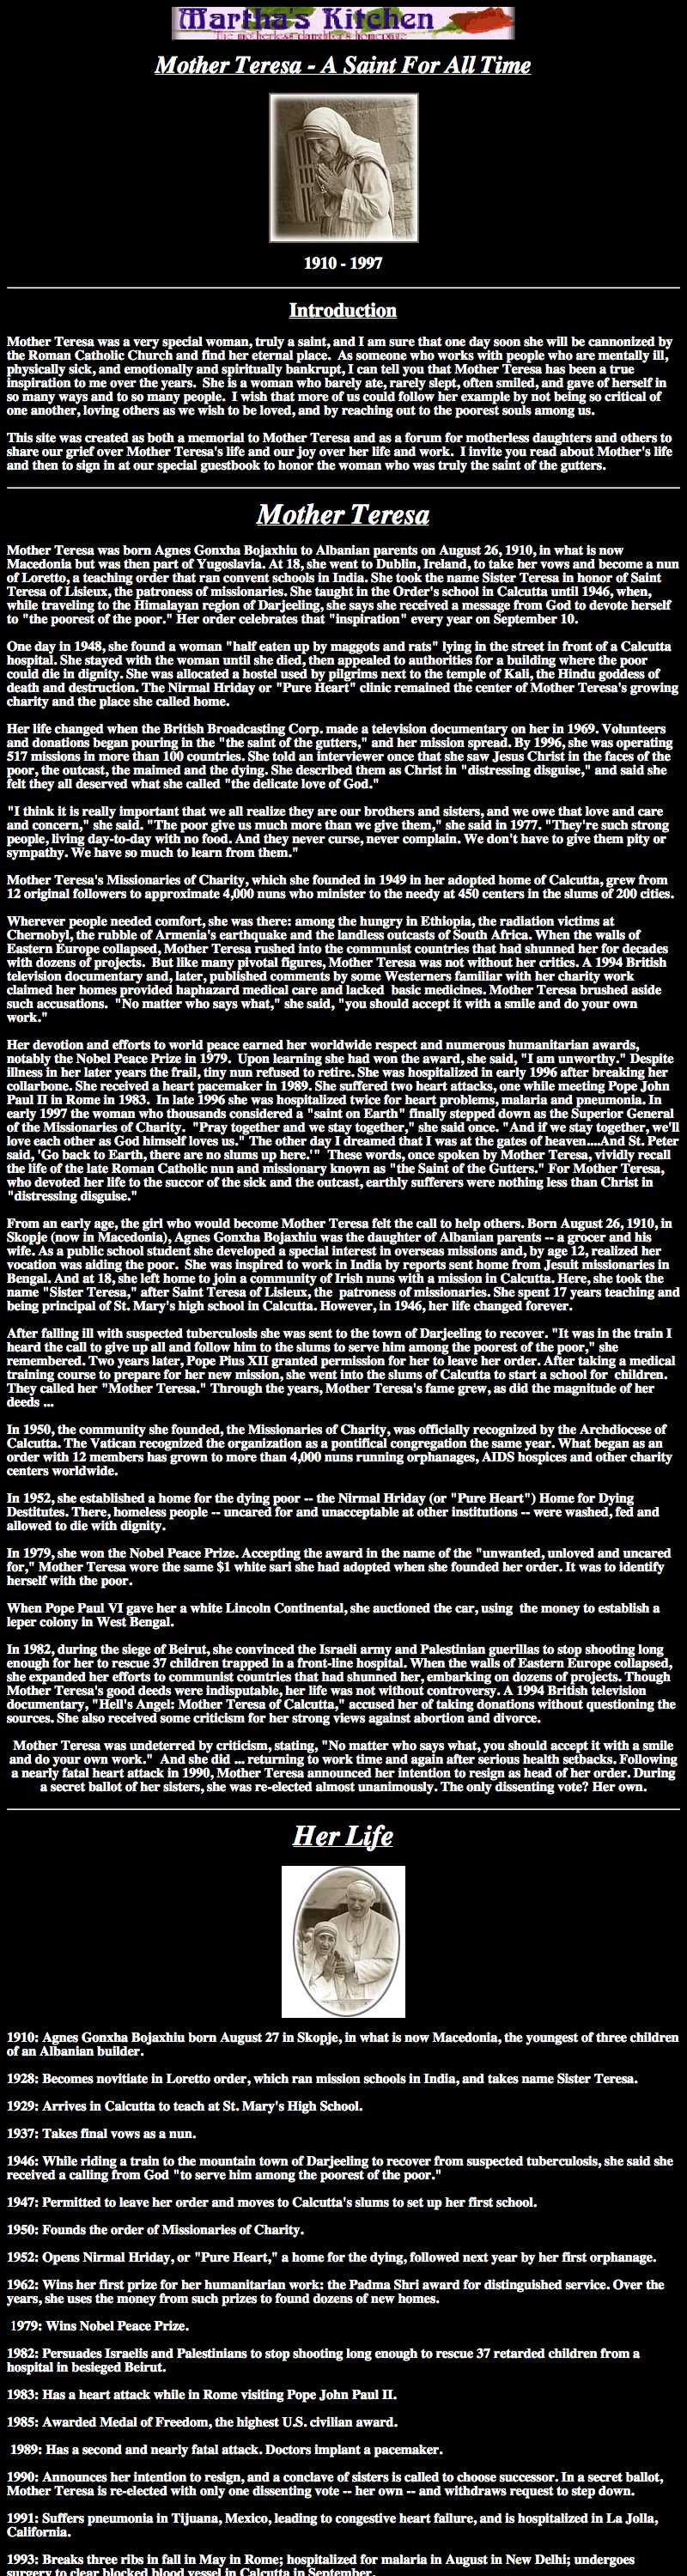 Martha's Kitchen
The motherless daughter's homepage
Mother Teresa - A Saint For All Time
1910 - 1997
Introduction
Mother Teresa was a very special woman, truly a saint, and I am sure that one day soon she will be cannonized by
the Roman Catholic Church and find her eternal place.  As someone who works with people who are mentally ill,
physically sick, and emotionally and spiritually bankrupt, I can tell you that Mother Teresa has been a true
inspiration to me over the years.  She is a woman who barely ate, rarely slept, often smiled, and gave of herself in
so many ways and to so many people.  I wish that more of us could follow her example by not being so critical of
one another, loving others as we wish to be loved, and by reaching out to the poorest souls among us.
This site was created as both a memorial to Mother Teresa and as a forum for motherless daughters and others to
share our grief over Mother Teresa's life and our joy over her life and work.  I invite you read about Mother's life
and then to sign in at our special guestbook to honor the woman who was truly the saint of the gutters.
Mother Teresa
Mother Teresa was born Agnes Gonxha Bojaxhiu to Albanian parents on August 26, 1910, in what is now
Macedonia but was then part of Yugoslavia. At 18, she went to Dublin, Ireland, to take her vows and become a nun
of Loretto, a teaching order that ran convent schools in India. She took the name Sister Teresa in honor of Saint
Teresa of Lisieux, the patroness of missionaries. She taught in the Order's school in Calcutta until 1946, when,
while traveling to the Himalayan region of Darjeeling, she says she received a message from God to devote herself
to "the poorest of the poor." Her order celebrates that "inspiration" every year on September 10.
One day in 1948, she found a woman "half eaten up by maggots and rats" lying in the street in front of a Calcutta
hospital. She stayed with the woman until she died, then appealed to authorities for a building where the poor
could die in dignity. She was allocated a hostel used by pilgrims next to the temple of Kali, the Hindu goddess of
death and destruction. The Nirmal Hriday or "Pure Heart" clinic remained the center of Mother Teresa's growing
charity and the place she called home.
Her life changed when the British Broadcasting Corp. made a television documentary on her in 1969. Volunteers
and donations began pouring in the "the saint of the gutters," and her mission spread. By 1996, she was operating
517 missions in more than 100 countries. She told an interviewer once that she saw Jesus Christ in the faces of the
poor, the outcast, the maimed and the dying. She described them as Christ in "distressing disguise," and said she
felt they all deserved what she called "the delicate love of God."
"I think it is really important that we all realize they are our brothers and sisters, and we owe that love and care
and concern," she said. "The poor give us much more than we give them," she said in 1977. "They're such strong
people, living day-to-day with no food. And they never curse, never complain. We don't have to give them pity or
sympathy. We have so much to learn from them."
Mother Teresa's Missionaries of Charity, which she founded in 1949 in her adopted home of Calcutta, grew from
12 original followers to approximate 4,000 nuns who minister to the needy at 450 centers in the slums of 200 cities.
Wherever people needed comfort, she was there: among the hungry in Ethiopia, the radiation victims at
Chernobyl, the rubble of Armenia's earthquake and the landless outcasts of South Africa. When the walls of
Eastern Europe collapsed, Mother Teresa rushed into the communist countries that had shunned her for decades
with dozens of projects.  But like many pivotal figures, Mother Teresa was not without her critics. A 1994 British
television documentary and, later, published comments by some Westerners familiar with her charity work
claimed her homes provided haphazard medical care and lacked  basic medicines. Mother Teresa brushed aside
such accusations.  "No matter who says what," she said, "you should accept it with a smile and do your own
work."
Her devotion and efforts to world peace earned her worldwide respect and numerous humanitarian awards,
notably the Nobel Peace Prize in 1979.  Upon learning she had won the award, she said, "I am unworthy." Despite
illness in her later years the frail, tiny nun refused to retire. She was hospitalized in early 1996 after breaking her
collarbone. She received a heart pacemaker in 1989. She suffered two heart attacks, one while meeting Pope John
Paul II in Rome in 1983.  In late 1996 she was hospitalized twice for heart problems, malaria and pneumonia. In
early 1997 the woman who thousands considered a "saint on Earth" finally stepped down as the Superior General
of the Missionaries of Charity.  "Pray together and we stay together," she said once. "And if we stay together, we'll
love each other as God himself loves us." The other day I dreamed that I was at the gates of heaven....And St. Peter
said, 'Go back to Earth, there are no slums up here.'"  These words, once spoken by Mother Teresa, vividly recall
the life of the late Roman Catholic nun and missionary known as "the Saint of the Gutters." For Mother Teresa,
who devoted her life to the succor of the sick and the outcast, earthly sufferers were nothing less than Christ in
"distressing disguise."
From an early age, the girl who would become Mother Teresa felt the call to help others. Born August 26, 1910, in
Skopje (now in Macedonia), Agnes Gonxha Bojaxhiu was the daughter of Albanian parents -- a grocer and his
wife. As a public school student she developed a special interest in overseas missions and, by age 12, realized her
vocation was aiding the poor.  She was inspired to work in India by reports sent home from Jesuit missionaries in
Bengal. And at 18, she left home to join a community of Irish nuns with a mission in Calcutta. Here, she took the
name "Sister Teresa," after Saint Teresa of Lisieux, the  patroness of missionaries. She spent 17 years teaching and
being principal of St. Mary's high school in Calcutta. However, in 1946, her life changed forever.
After falling ill with suspected tuberculosis she was sent to the town of Darjeeling to recover. "It was in the train I
heard the call to give up all and follow him to the slums to serve him among the poorest of the poor," she
remembered. Two years later, Pope Pius XII granted permission for her to leave her order. After taking a medical
training course to prepare for her new mission, she went into the slums of Calcutta to start a school for  children.
They called her "Mother Teresa." Through the years, Mother Teresa's fame grew, as did the magnitude of her
deeds ...
In 1950, the community she founded, the Missionaries of Charity, was officially recognized by the Archdiocese of
Calcutta. The Vatican recognized the organization as a pontifical congregation the same year. What began as an
order with 12 members has grown to more than 4,000 nuns running orphanages, AIDS hospices and other charity
centers worldwide.
In 1952, she established a home for the dying poor -- the Nirmal Hriday (or "Pure Heart") Home for Dying
Destitutes. There, homeless people -- uncared for and unacceptable at other institutions -- were washed, fed and
allowed to die with dignity.
In 1979, she won the Nobel Peace Prize. Accepting the award in the name of the "unwanted, unloved and uncared
for," Mother Teresa wore the same $1 white sari she had adopted when she founded her order. It was to identify
herself with the poor.
When Pope Paul VI gave her a white Lincoln Continental, she auctioned the car, using  the money to establish a
leper colony in West Bengal.
In 1982, during the siege of Beirut, she convinced the Israeli army and Palestinian guerillas to stop shooting long
enough for her to rescue 37 children trapped in a front-line hospital. When the walls of Eastern Europe collapsed,
she expanded her efforts to communist countries that had shunned her, embarking on dozens of projects. Though
Mother Teresa's good deeds were indisputable, her life was not without controversy. A 1994 British television
documentary, "Hell's Angel: Mother Teresa of Calcutta," accused her of taking donations without questioning the
sources. She also received some criticism for her strong views against abortion and divorce.
Mother Teresa was undeterred by criticism, stating, "No matter who says what, you should accept it with a smile
and do your own work."  And she did ... returning to work time and again after serious health setbacks. Following
a nearly fatal heart attack in 1990, Mother Teresa announced her intention to resign as head of her order. During
a secret ballot of her sisters, she was re-elected almost unanimously. The only dissenting vote? Her own.
Her Life
1910: Agnes Gonxha Bojaxhiu born August 27 in Skopje, in what is now Macedonia, the youngest of three children
of an Albanian builder.
1928: Becomes novitiate in Loretto order, which ran mission schools in India, and takes name Sister Teresa.
1929: Arrives in Calcutta to teach at St. Mary's High School.
1937: Takes final vows as a nun.
1946: While riding a train to the mountain town of Darjeeling to recover from suspected tuberculosis, she said she
received a calling from God "to serve him among the poorest of the poor."
1947: Permitted to leave her order and moves to Calcutta's slums to set up her first school.
1950: Founds the order of Missionaries of Charity.
1952: Opens Nirmal Hriday, or "Pure Heart," a home for the dying, followed next year by her first orphanage.
1962: Wins her first prize for her humanitarian work: the Padma Shri award for distinguished service. Over the
years, she uses the money from such prizes to found dozens of new homes.
1979: Wins Nobel Peace Prize.
1982: Persuades Israelis and Palestinians to stop shooting long enough to rescue 37 retarded children from a
hospital in besieged Beirut.
1983: Has a heart attack while in Rome visiting Pope John Paul II.
1985: Awarded Medal of Freedom, the highest U.S. civilian award.
1989: Has a second and nearly fatal attack. Doctors implant a pacemaker.
1990: Announces her intention to resign, and a conclave of sisters is called to choose successor. In a secret ballot,
Mother Teresa is re-elected with only one dissenting vote -- her own -- and withdraws request to step down.
1991: Suffers pneumonia in Tijuana, Mexico, leading to congestive heart failure, and is hospitalized in La Jolla,
California.
1993: Breaks three ribs in fall in May in Rome; hospitalized for malaria in August in New Delhi; undergoes
surgery to clear blocked blood vessel in Calcutta in September.